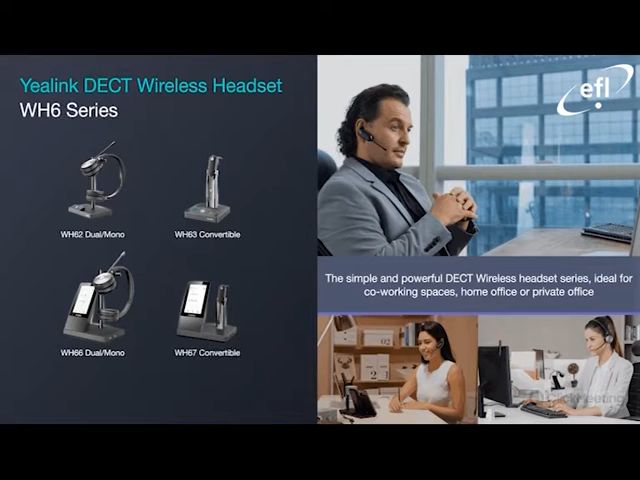 Yealink DECT Wireless Headset
WH6 Series
WH62 Dual/Mono
WH63 Convertible
WH66 Dual/Mono
WH67 Convertible
efl
The simple and powerful DECT Wireless headset series, ideal for
co-working spaces, home office or private office
ClickMeeting